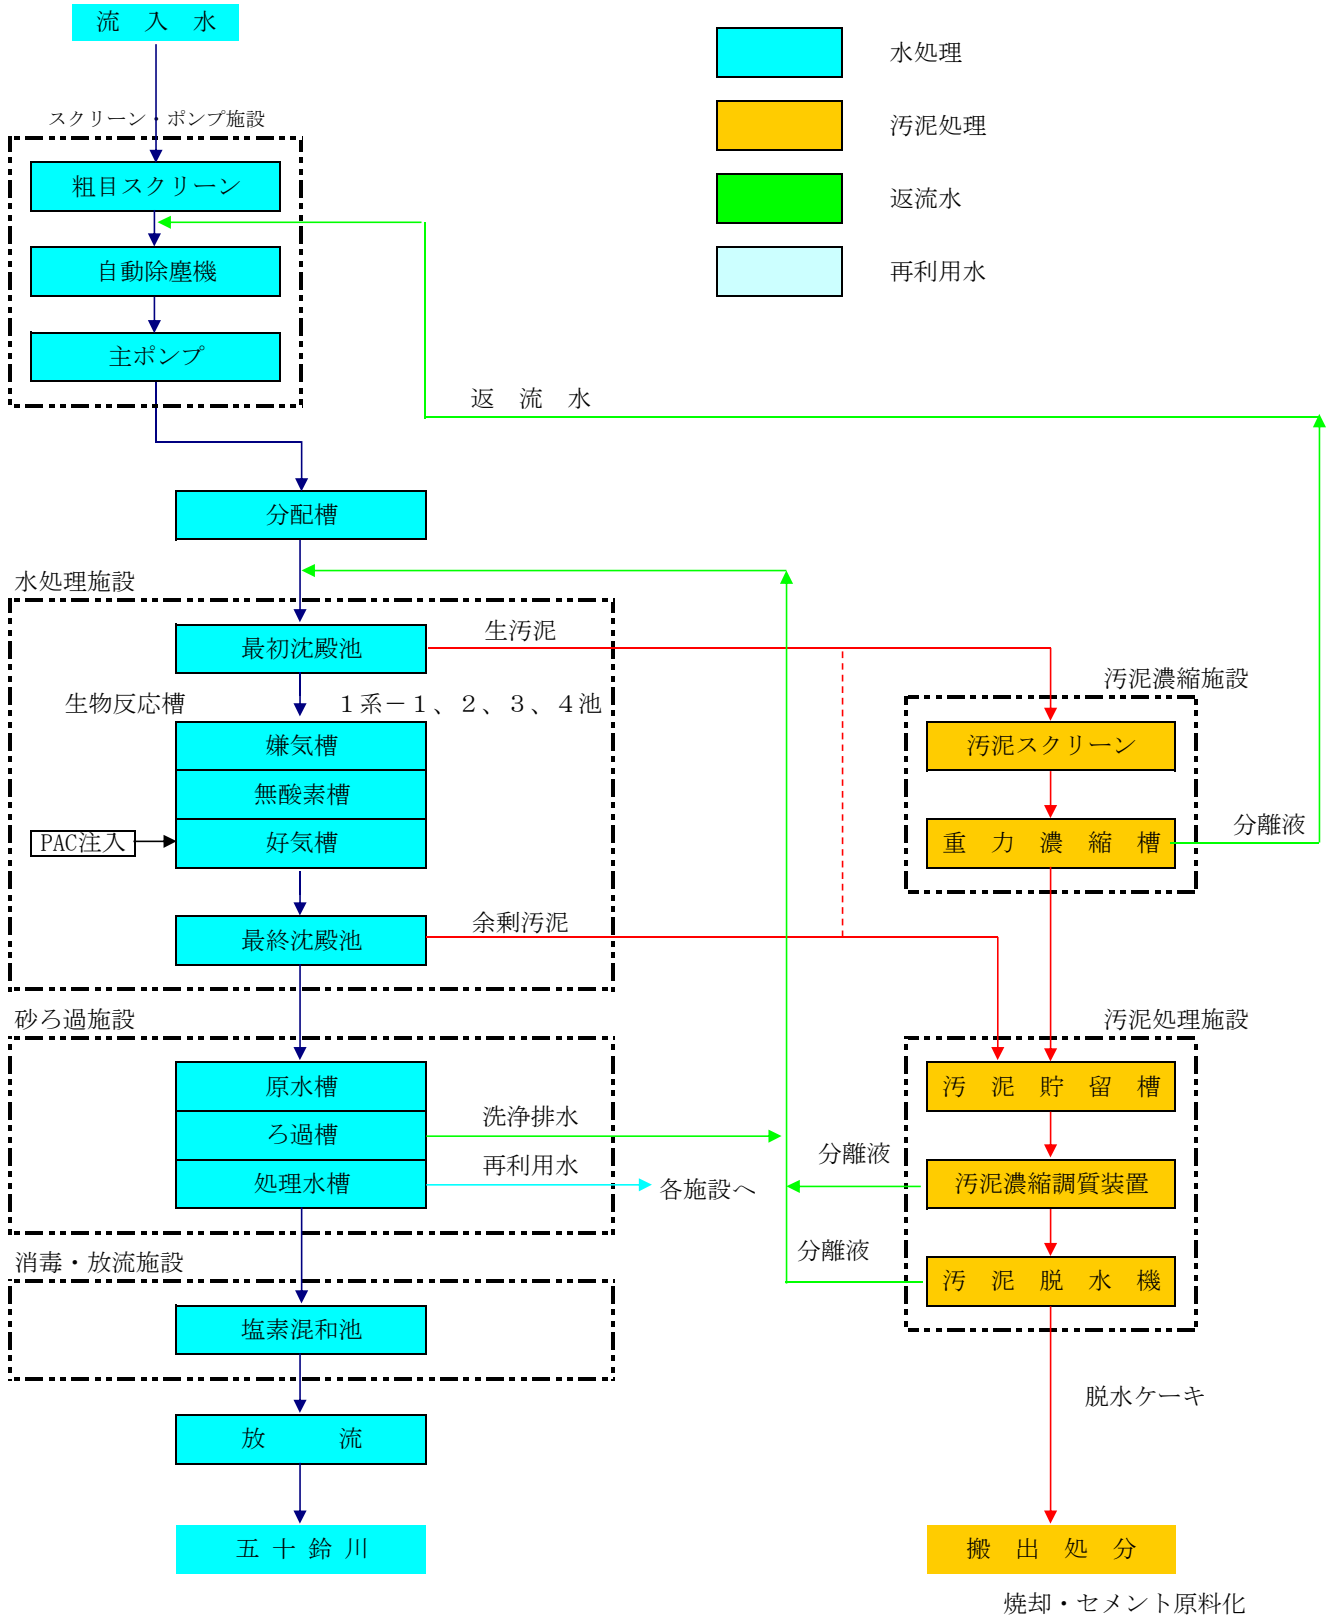 流　入　水
水処理
汚泥処理
返流水
再利用水
スクリーン・ポンプ施設
粗目スクリーン
自動除塵機
主ポンプ
返　流　水
分配槽
水処理施設
最初沈殿池
生汚泥
生物反応槽
１系－１、２、３、４池
嫌気槽
無酸素槽
好気槽
PAC注入
最終沈殿池
余剰汚泥
汚泥濃縮施設
汚泥スクリーン
重　力　濃　縮　槽
分離液
砂ろ過施設
原水槽
ろ過槽
処理水槽
洗浄排水
再利用水
各施設へ
汚泥処理施設
汚　泥　貯　留　槽
分離液
汚泥濃縮調質装置
分離液
汚　泥　脱　水　機
消毒・放流施設
塩素混和池
脱水ケーキ
放　　　流
五 十 鈴 川
搬　出　処　分
焼却・セメント原料化